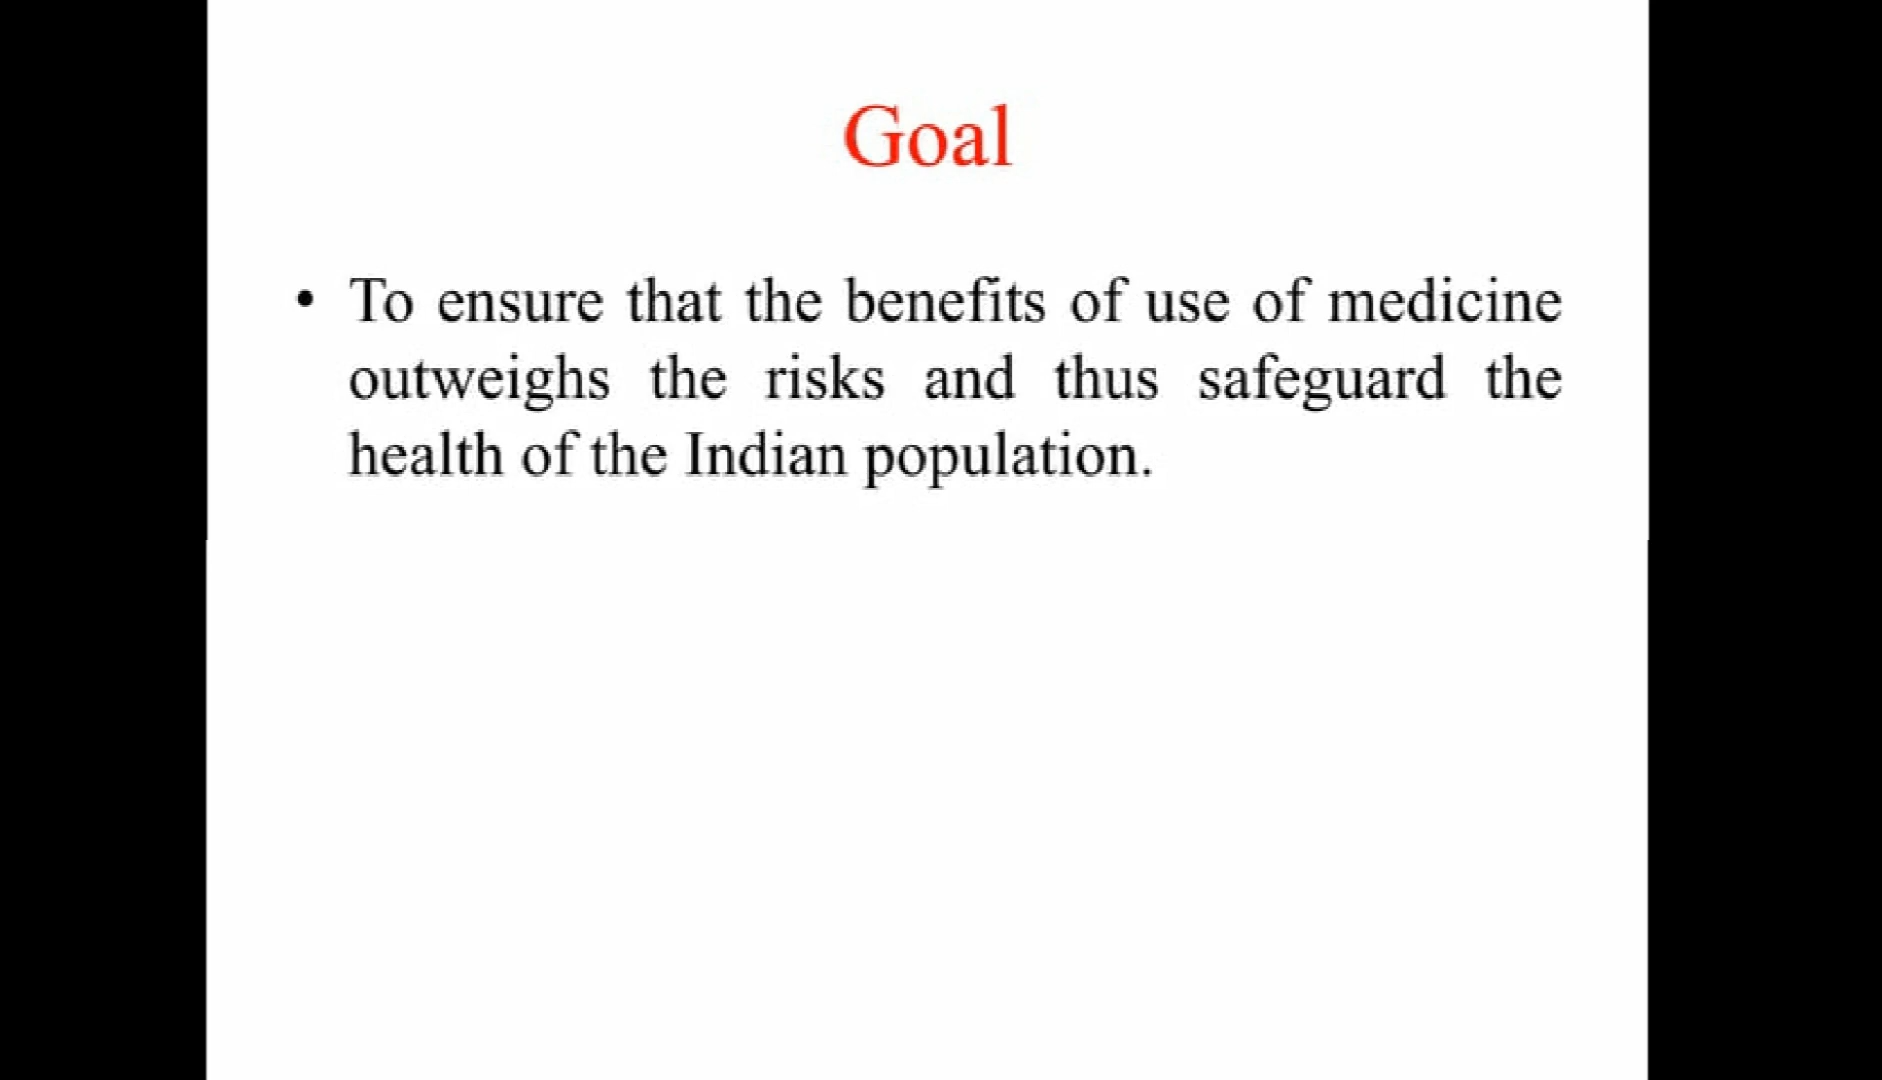 Goal
• To ensure that the benefits of use of medicine
outweighs the risks and thus safeguard the
health of the Indian population.